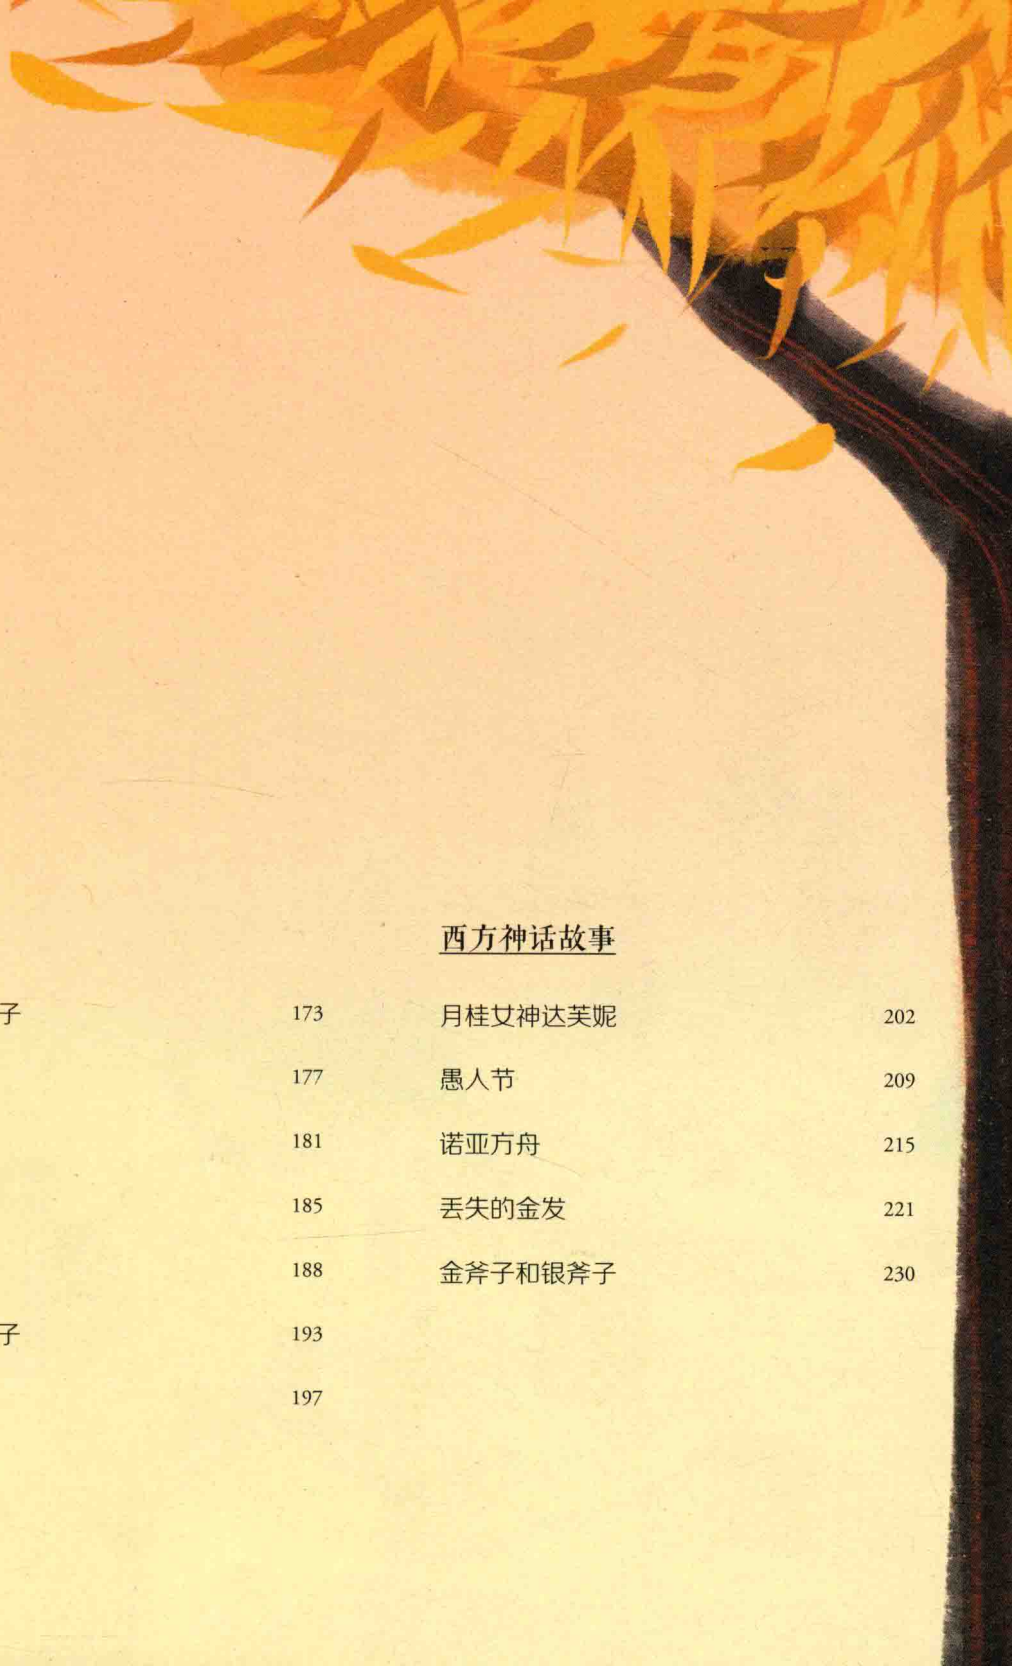 子 173
177
181
185
188
子 193
197
西方神话故事
月桂女神达芙妮 202
愚人节 209
诺亚方舟 215
丢失的金发 221
金斧子和银斧子 230